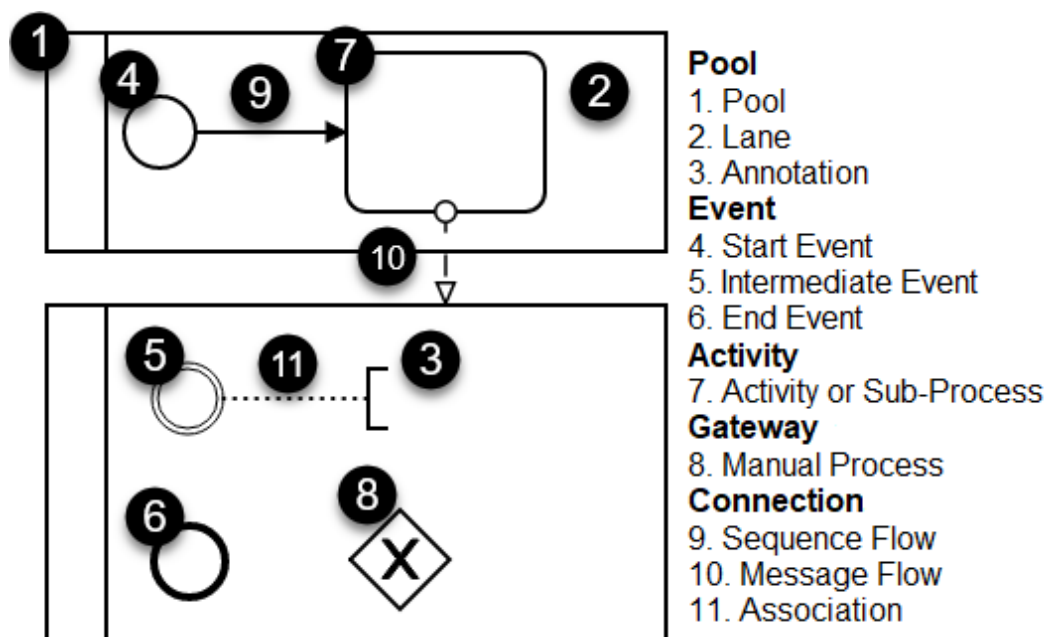 1
4
9
7
2
10
5
11
3
6
8
X
Pool
1. Pool
2. Lane
3. Annotation
Event
4. Start Event
5. Intermediate Event
6. End Event
Activity
7. Activity or Sub-Process
Gateway
8. Manual Process
Connection
9. Sequence Flow
10. Message Flow
11. Association